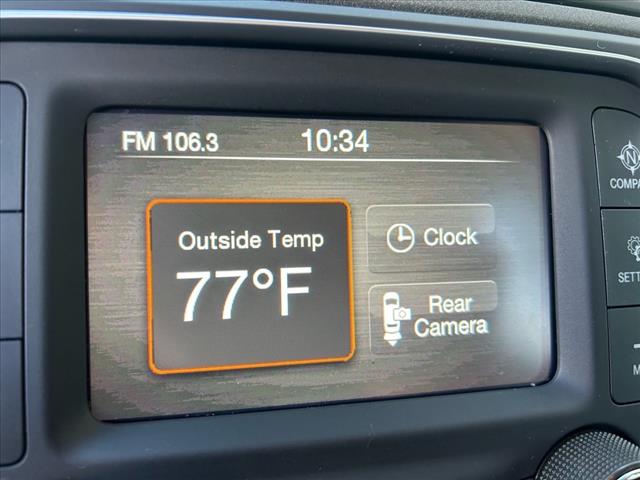 FM 106.3 10:34
Outside Temp
77°F
Clock
Rear
Camera
N